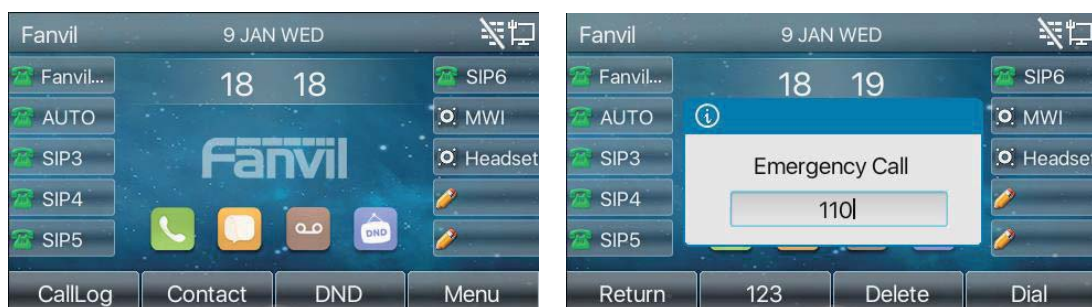 Fanvil 9 JAN WED
Fanvil... 18 18 SIP6
AUTO MWI
SIP3 Fanvil Headset
SIP4
SIP5 DND
CallLog Contact DND Menu
Fanvil 9 JAN WED
Fanvil... 18 19 SIP6
AUTO MWI
SIP3 Emergency Call Headse
SIP4 110
SIP5
Return 123 Delete Dial